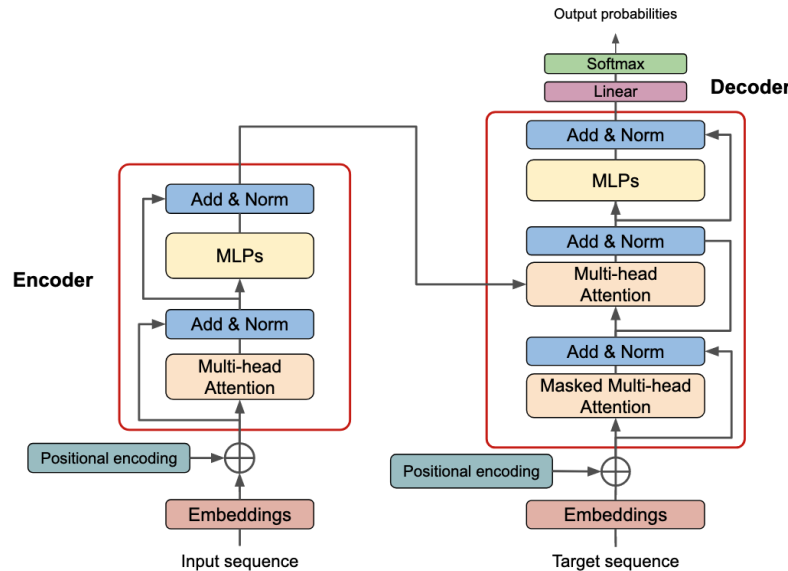 Output probabilities
Softmax
Linear
Decoder
Add & Norm
MLPs
Add & Norm
Multi-head
Attention
Add & Norm
Masked Multi-head
Attention
Positional encoding
Embeddings
Target sequence
Encoder
Add & Norm
MLPs
Add & Norm
Multi-head
Attention
Positional encoding
Embeddings
Input sequence